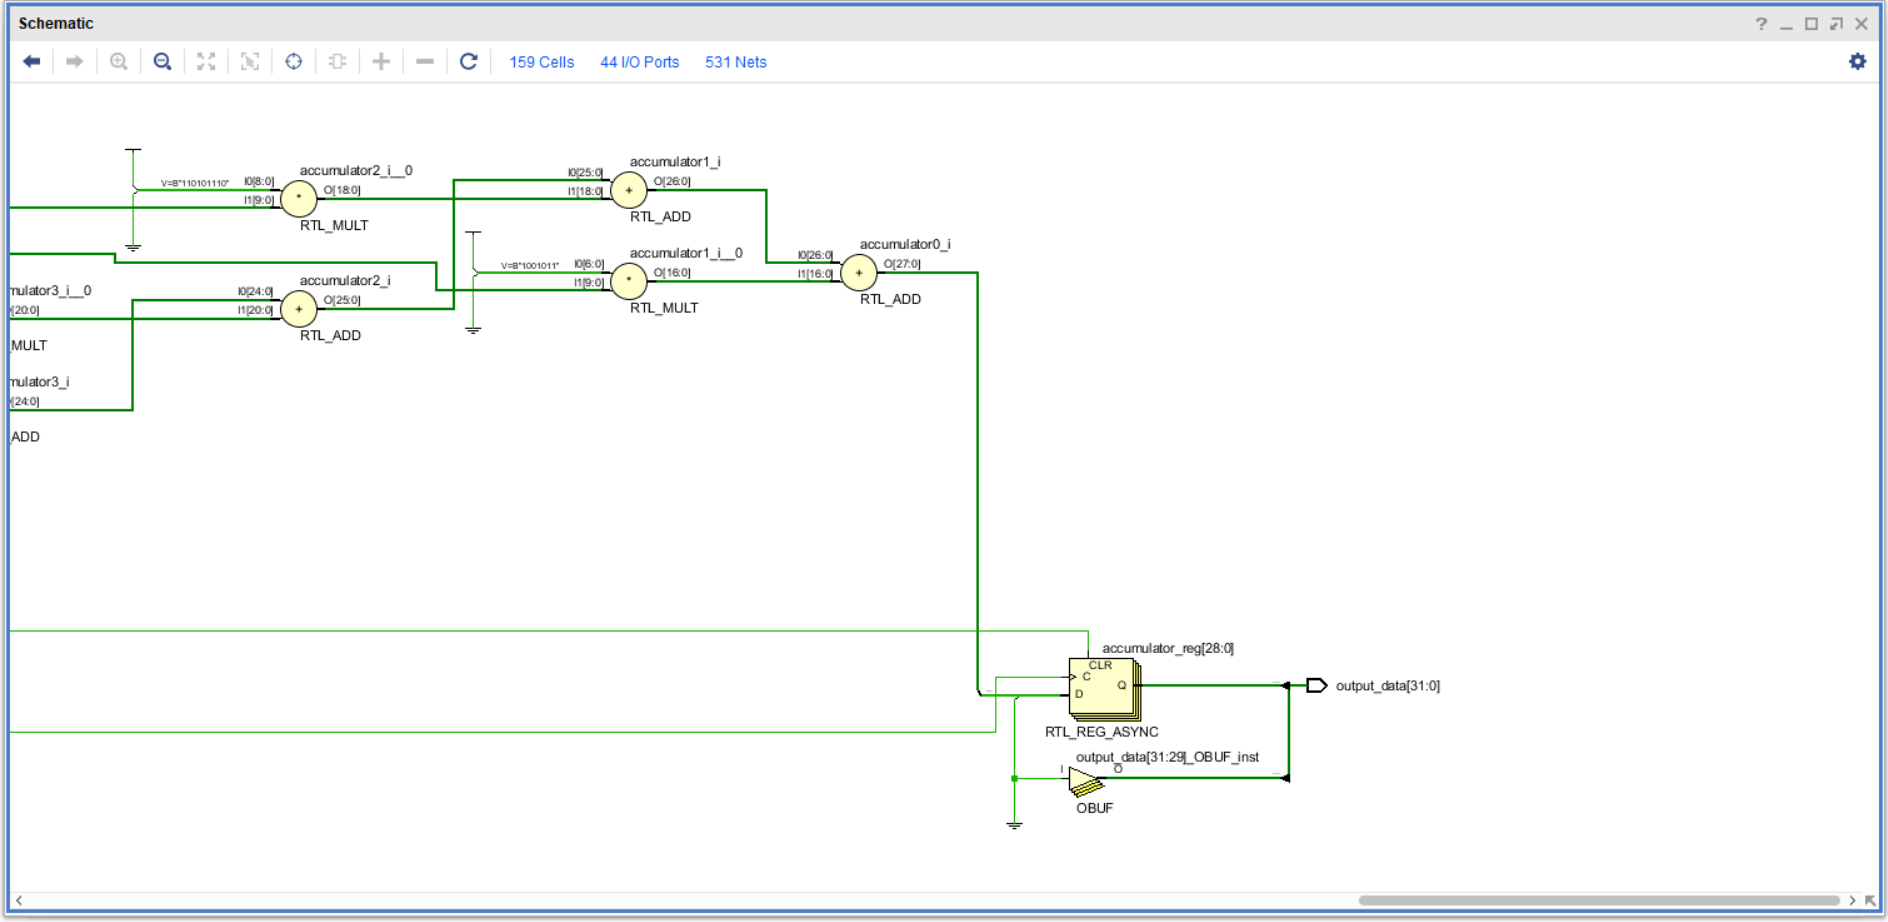 Schematic
159 Cells 44 I/O Ports 531 Nets
accumulator2_i__0
V=B"110101110" I0[8:0]
I1[9:0]
O[18:0]
RTL_MULT
accumulator1_i
I0[25:0]
I1[18:0]
O[26:0]
RTL_ADD
accumulator1_i__0
V=B"1001011" I0[6:0]
I1[9:0]
O[16:0]
RTL_MULT
accumulator0_i
I0[26:0]
I1[16:0]
O[27:0]
RTL_ADD
mulator3_i__0
[20:0]
_MULT
accumulator2_i
I0[24:0]
I1[20:0]
O[25:0]
RTL_ADD
mulator3_i
[24:0]
_ADD
accumulator_reg[28:0]
CLR
C
D
Q
RTL_REG_ASYNC
output_data[31:0]
output_data[31:29]_OBUF_inst
I
O
OBUF